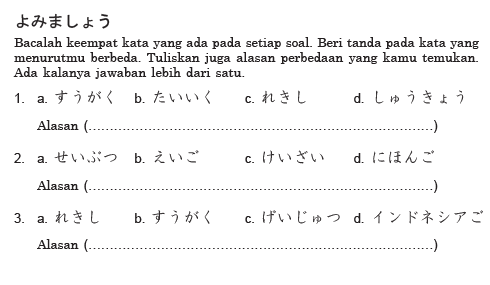 よみましょう
Bacalah keempat kata yang ada pada setiap soal. Beri tanda pada kata yang
menurutmu berbeda. Tuliskan juga alasan perbedaan yang kamu temukan.
Ada kalanya jawaban lebih dari satu.
1. a. すうがく b. たいいく c. れきし d. しゅうきょう
Alasan (................................................................................................)
2. a. せいぶつ b. えいご c. けいざい d. にほんご
Alasan (................................................................................................)
3. a. れきし b. すうがく c. げいじゅつ d. インドネシアご
Alasan (................................................................................................)